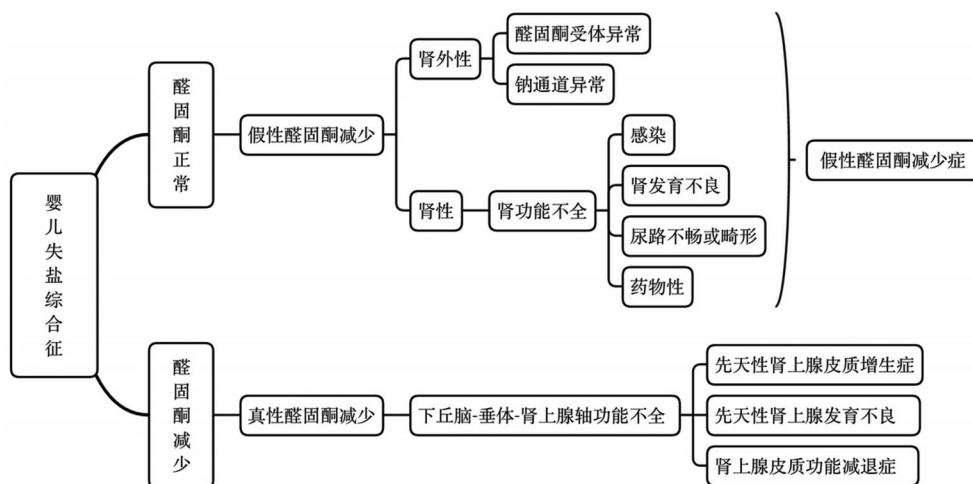 婴儿失盐综合征
醛固酮正常
假性醛固酮减少
肾外性
醛固酮受体异常
钠通道异常
肾性
肾功能不全
感染
肾发育不良
尿路不畅或畸形
药物性
假性醛固酮减少症
醛固酮减少
真性醛固酮减少
下丘脑-垂体-肾上腺轴功能不全
先天性肾上腺皮质增生症
先天性肾上腺发育不良
肾上腺皮质功能减退症